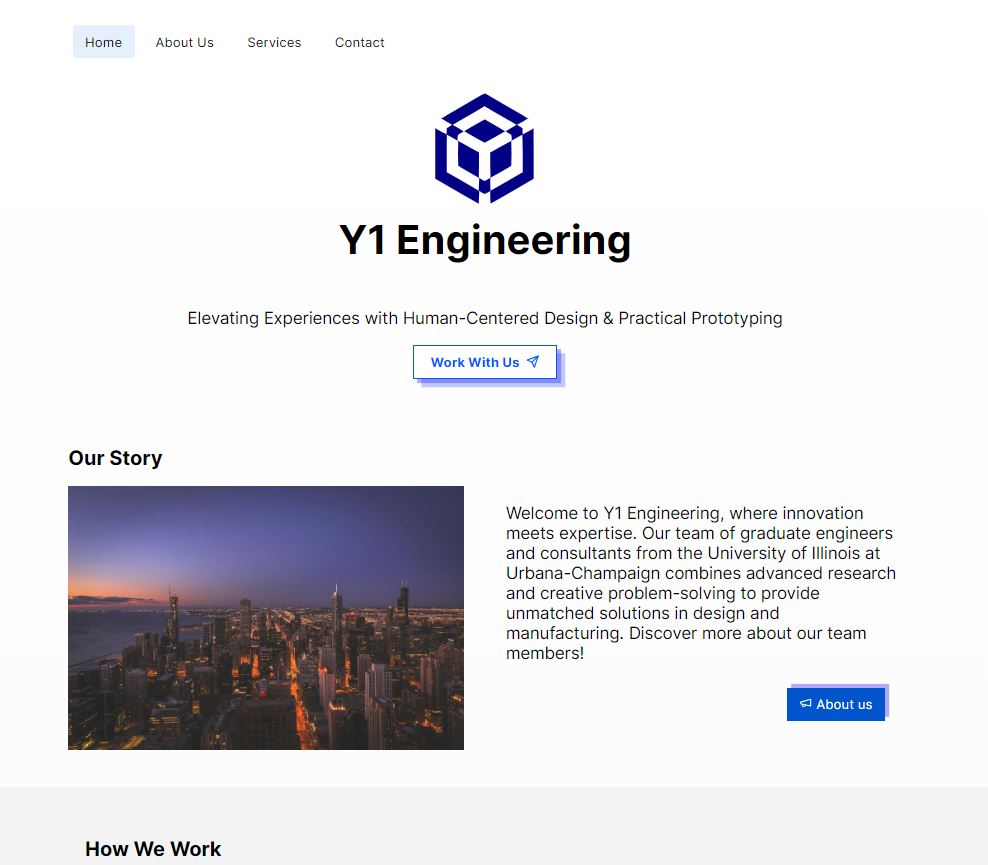 Home About Us Services Contact
Y1 Engineering
Elevating Experiences with Human-Centered Design & Practical Prototyping
Work With Us
Our Story
Welcome to Y1 Engineering, where innovation
meets expertise. Our team of graduate engineers
and consultants from the University of Illinois at
Urbana-Champaign combines advanced research
and creative problem-solving to provide
unmatched solutions in design and
manufacturing. Discover more about our team
members!
About us
How We Work